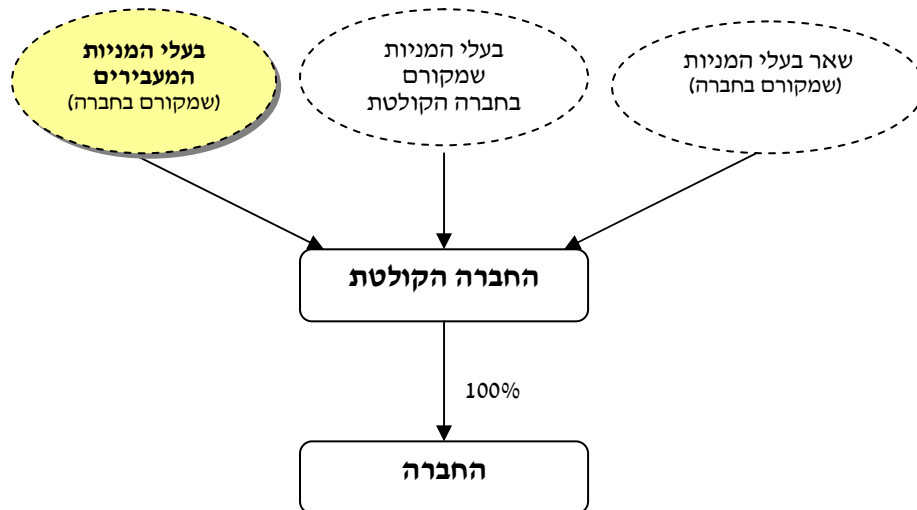 בעלי המניות
המעבירים
(שמקורם בחברה)
בעלי המניות
שמקורם
בחברה הקולטת
שאר בעלי המניות
(שמקורם בחברה)
החברה הקולטת
100%
החברה